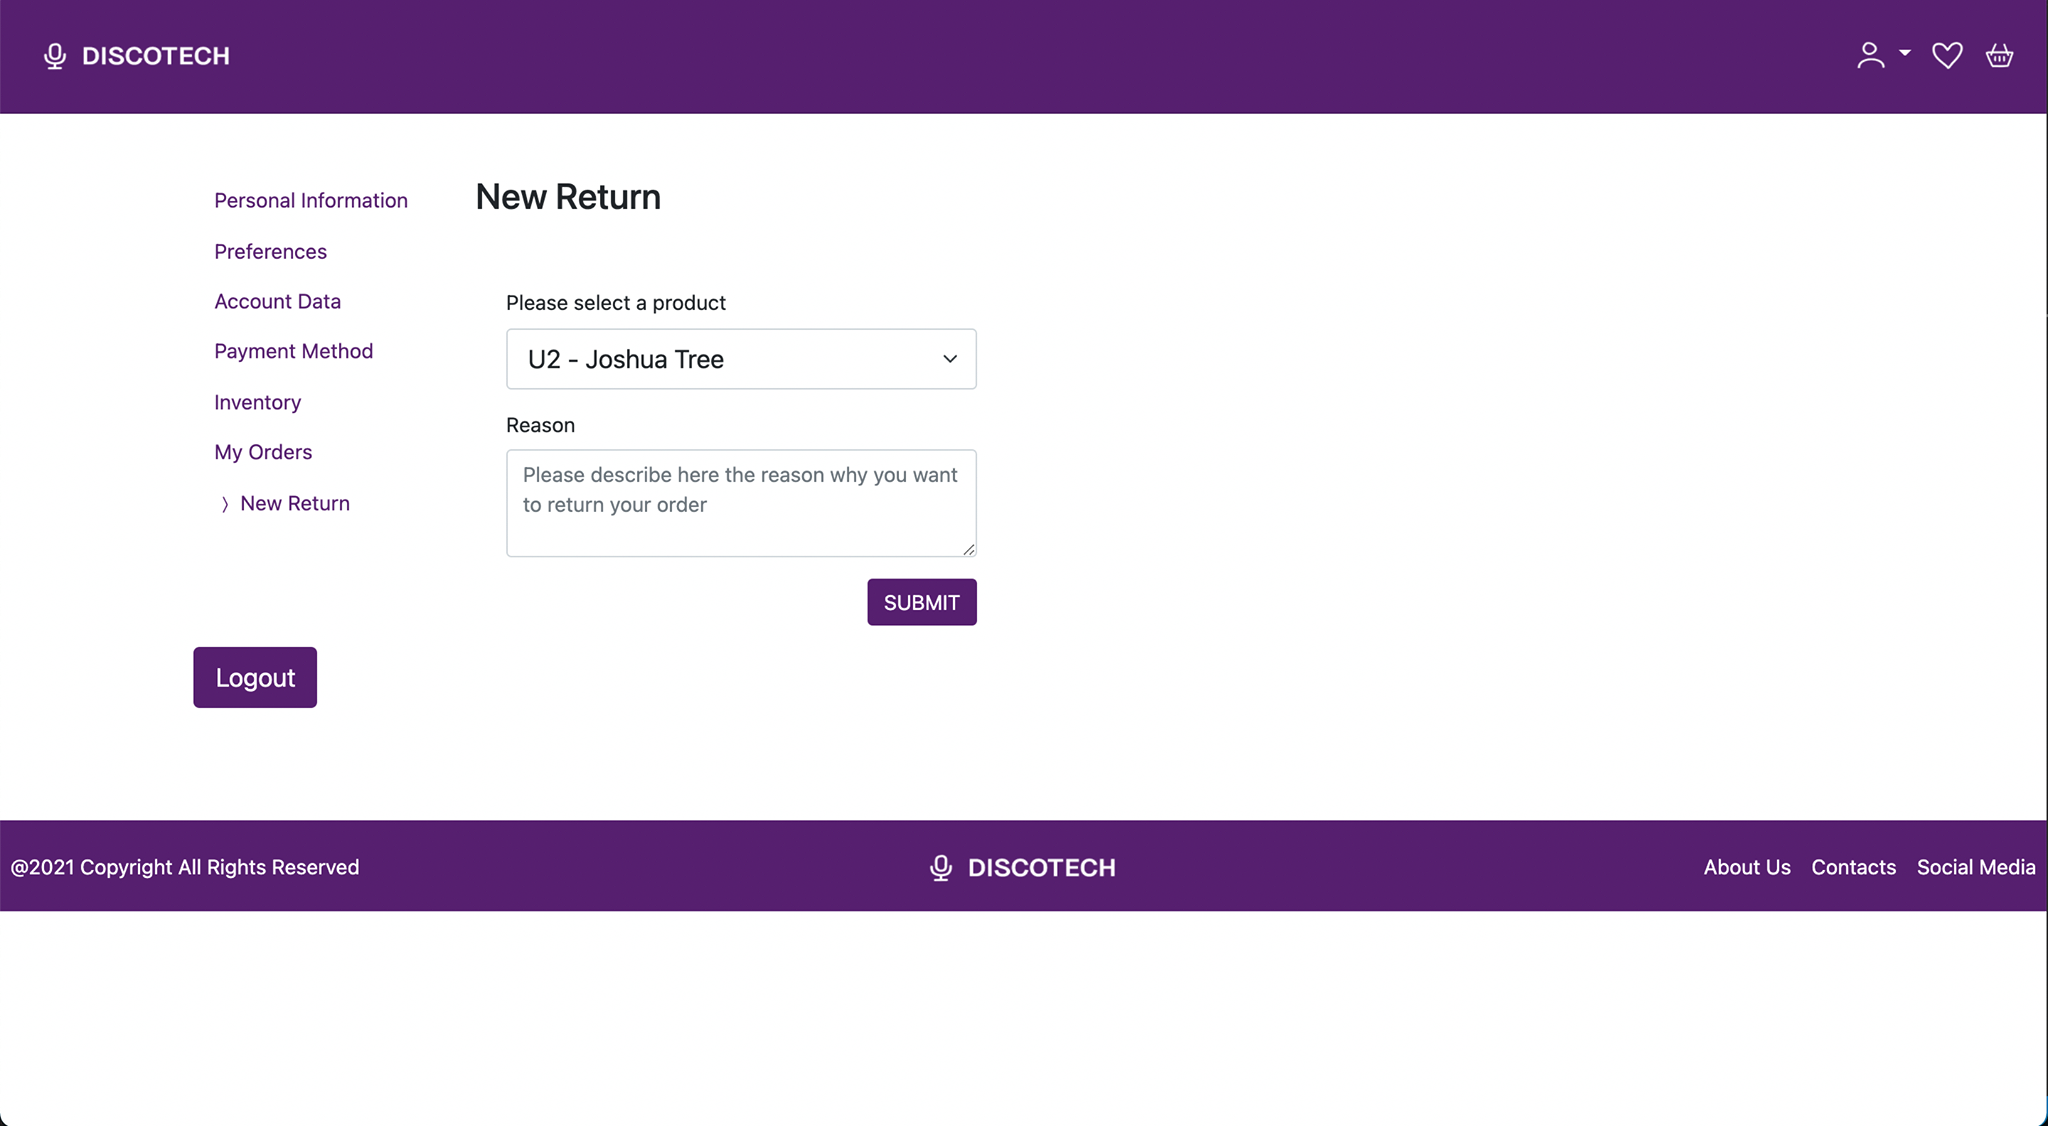 DISCOTECH
Personal Information
Preferences
Account Data
Payment Method
Inventory
My Orders
New Return
Logout
New Return
Please select a product
U2 - Joshua Tree
Reason
Please describe here the reason why you want
to return your order
SUBMIT
@2021 Copyright All Rights Reserved
DISCOTECH
About Us Contacts Social Media